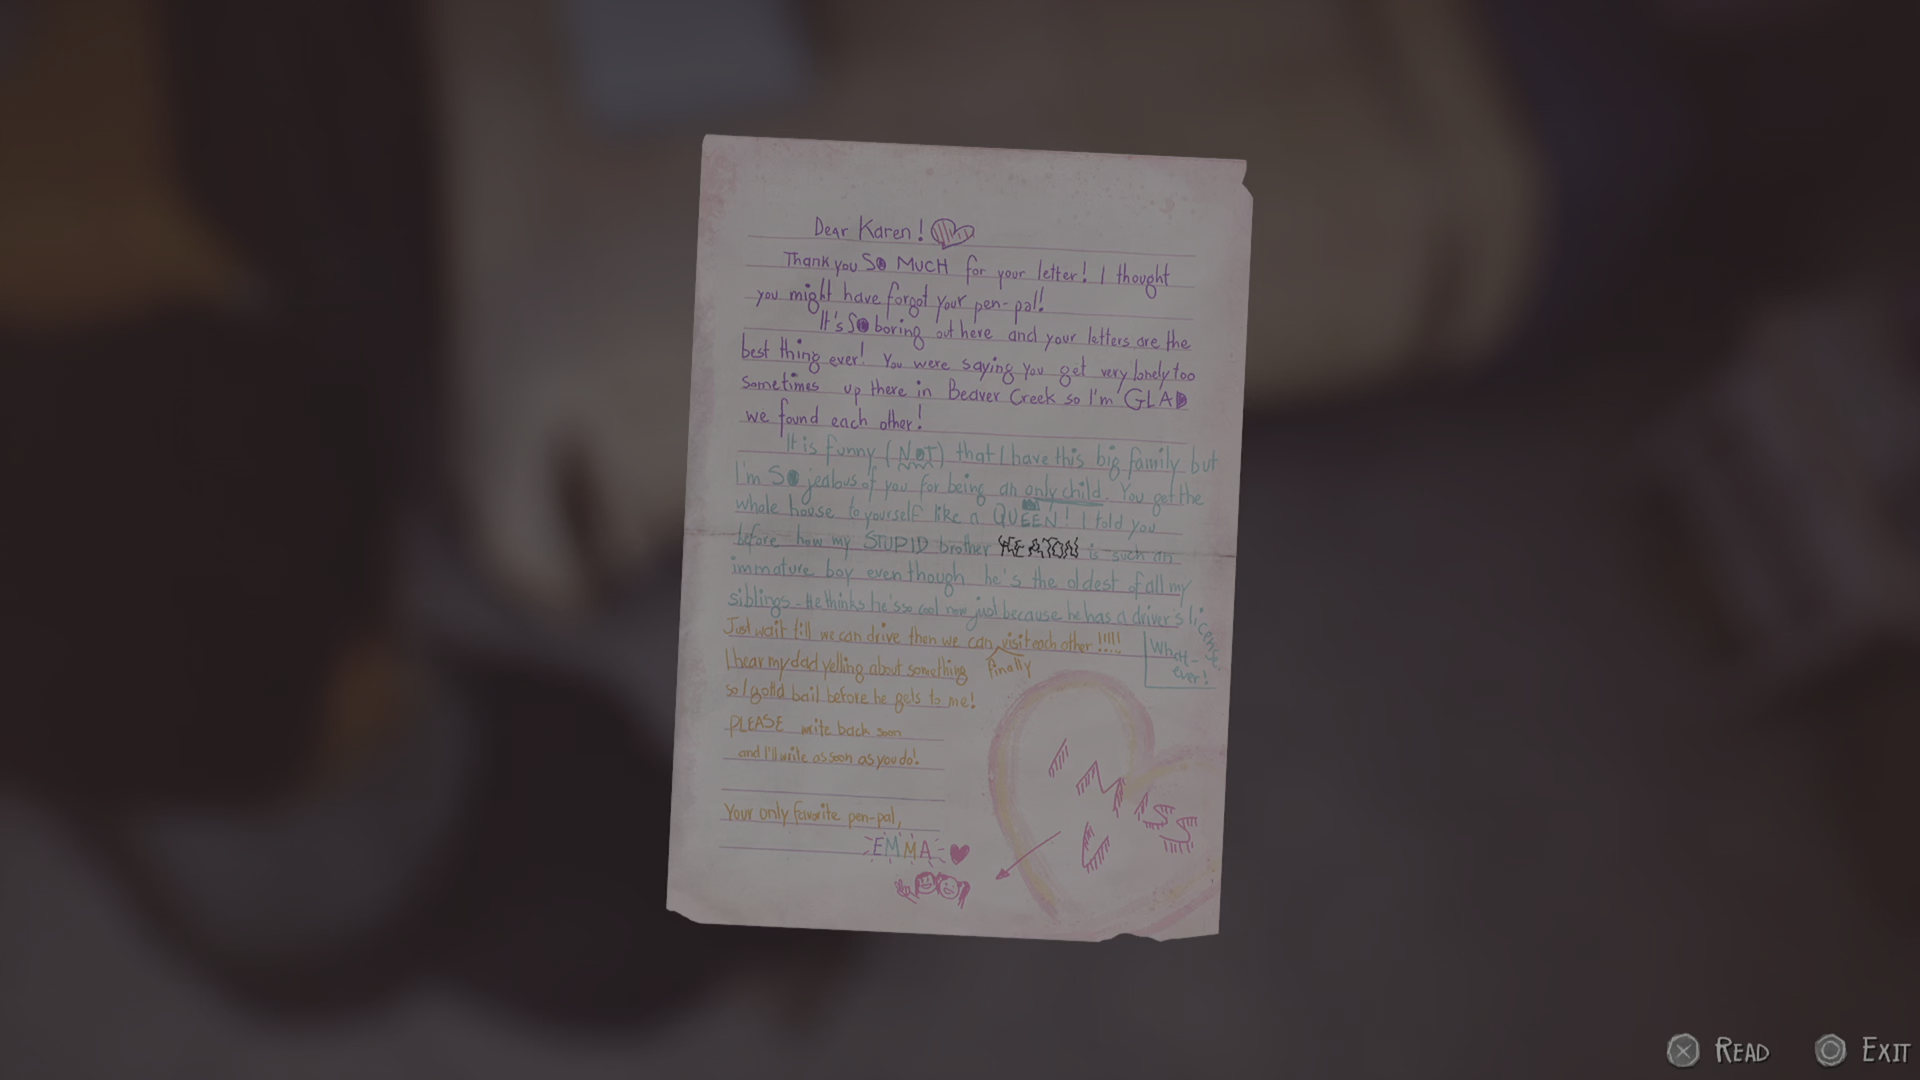 Dear Karen!
Thank you SO MUCH for your letter! I thought
you might have forgot your pen-pal!
It's SO boring out here and your letters are the
best thing ever! You were saying you get very lonely too
sometimes up there in Beaver Creek so I'm GLAD
we found each other!
It is funny (NOT) that I have this big family but
I'm SO jealous of you for being an only child. You get the
whole house to yourself like a QUEEN! I told you
before how my STUPID brother KEATON is such an
immature boy even though he's the oldest of all my
siblings. He thinks he's so cool now just because he has a driver's license
What-
ever!
Just wait till we can drive then we can visit each other!!!!!
finally
I hear my dad yelling about something
so I gotta bail before he gets to me!
PLEASE write back soon
and I'll write as soon as you do!
Your only favorite pen-pal,
EMMA
I MISS U
READ
EXIT